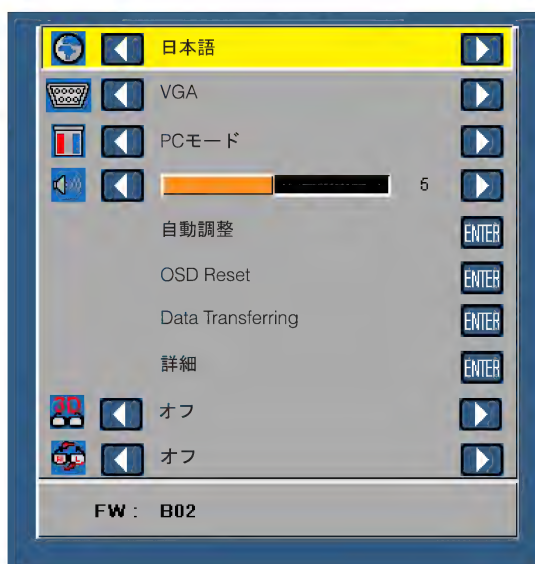 日本語
VGA
PCモード
5
自動調整 ENTER
OSD Reset ENTER
Data Transferring ENTER
詳細 ENTER
3D オフ
R L オフ
FW : B02